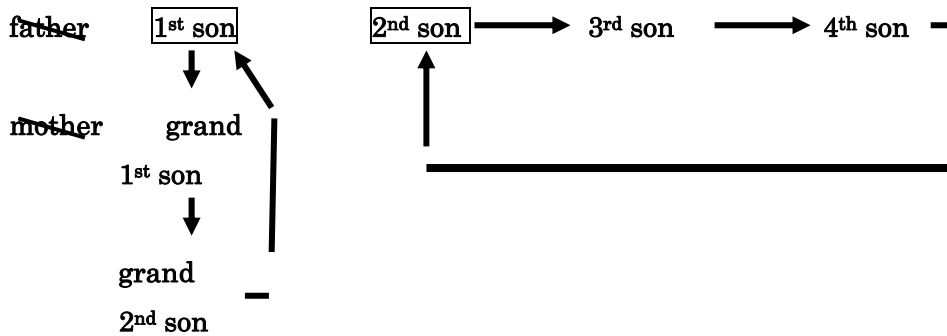 father 1st son 2nd son 3rd son 4th son
mother grand
1st son
grand
2nd son